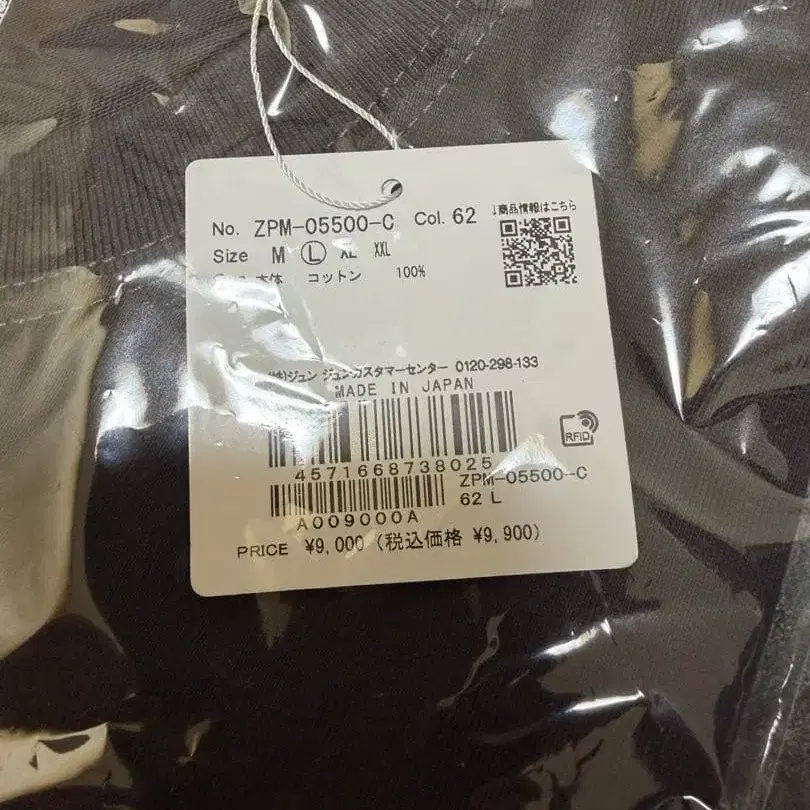 No. ZPM-05500-C Col. 62
↓商品情報はこちら
Size M L XL XXL
本体 コットン 100%
(株)ジュン ジュンカスタマーセンター 0120-298-133
MADE IN JAPAN
RFID
4571668738025
ZPM-05500-C
62 L
A009000A
PRICE ¥9,000 (税込価格 ¥9,900)